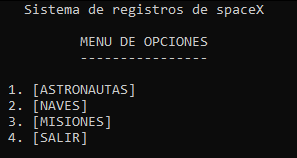 Sistema de registros de spaceX
MENU DE OPCIONES
----------------
1. [ASTRONAUTAS]
2. [NAVES]
3. [MISIONES]
4. [SALIR]